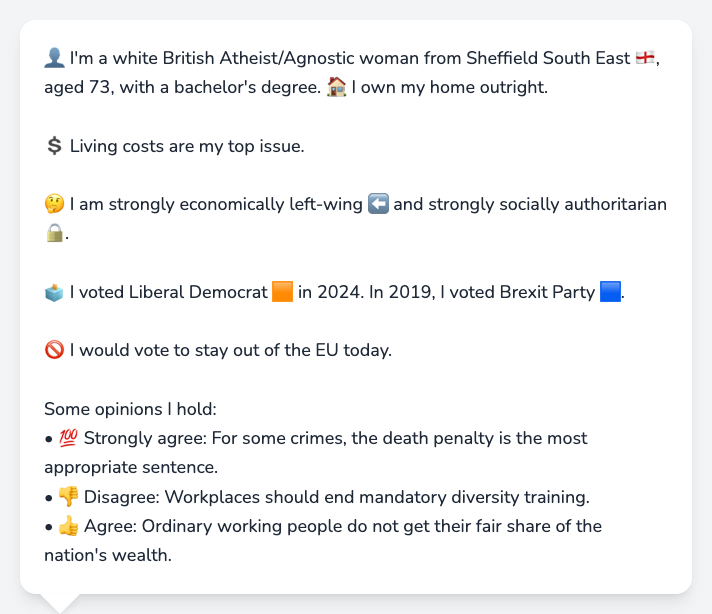 👤 I'm a white British Atheist/Agnostic woman from Sheffield South East 🏴󠁧󠁢󠁥󠁮󠁧󠁿,
aged 73, with a bachelor's degree. 🏠 I own my home outright.
💲 Living costs are my top issue.
🤔 I am strongly economically left-wing ⬅️ and strongly socially authoritarian
🔒.
🗳️ I voted Liberal Democrat 🟧 in 2024. In 2019, I voted Brexit Party 🟦.
🚫 I would vote to stay out of the EU today.
Some opinions I hold:
• 💯 Strongly agree: For some crimes, the death penalty is the most
appropriate sentence.
• 👎 Disagree: Workplaces should end mandatory diversity training.
• 👍 Agree: Ordinary working people do not get their fair share of the
nation's wealth.